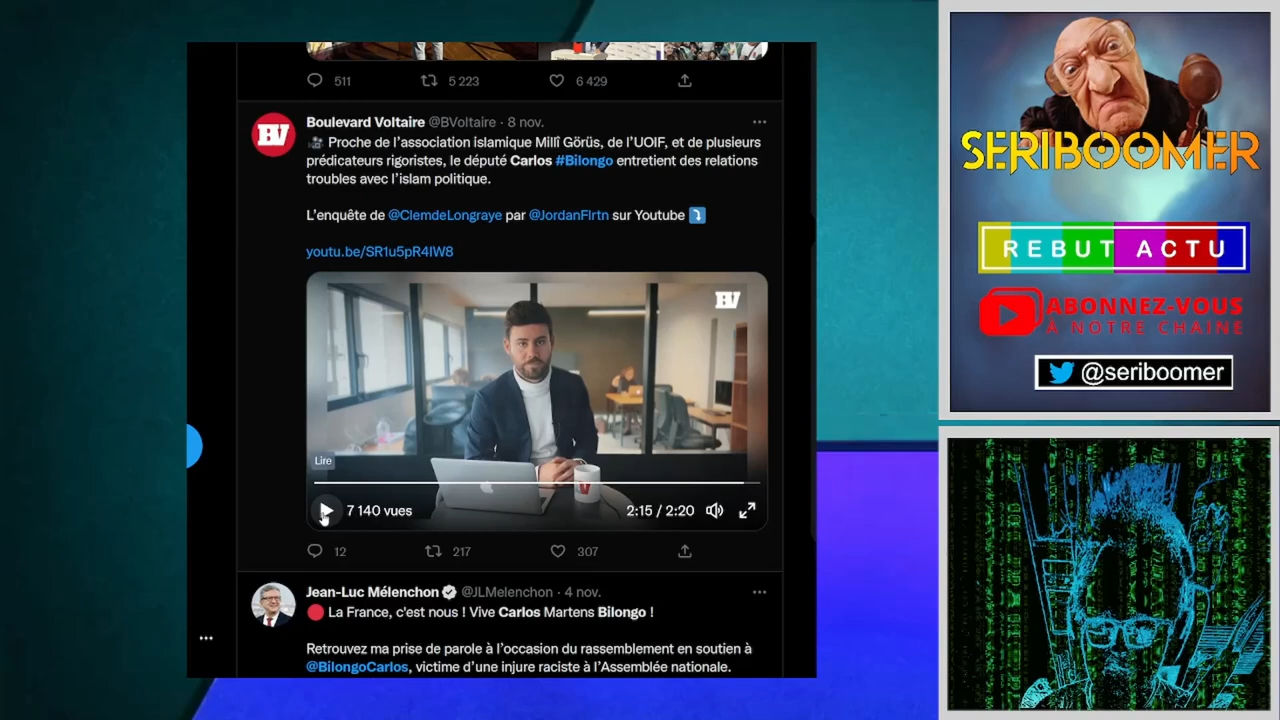 511 5 223 6 429
Boulevard Voltaire @BVoltaire · 8 nov.
Proche de l'association islamique Millî Görüs, de l'UOIF, et de plusieurs
prédicateurs rigoristes, le député Carlos #Bilongo entretient des relations
troubles avec l'islam politique.
L'enquête de @ClemdeLongraye par @JordanFlrtn sur Youtube
youtu.be/SR1u5pR4IW8
BV
BV
Lire
7 140 vues 2:15 / 2:20
12 217 307
Jean-Luc Mélenchon @JLMelenchon · 4 nov.
La France, c'est nous ! Vive Carlos Martens Bilongo !
Retrouvez ma prise de parole à l'occasion du rassemblement en soutien à
@BilongoCarlos, victime d'une injure raciste à l'Assemblée nationale.
SERIBOOMER
REBUT ACTU
ABONNEZ-VOUS
À NOTRE CHAÎNE
@seriboomer